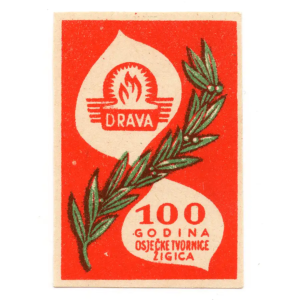 DRAVA
100
GODINA
OSJEČKE TVORNICE
ŽIGICA